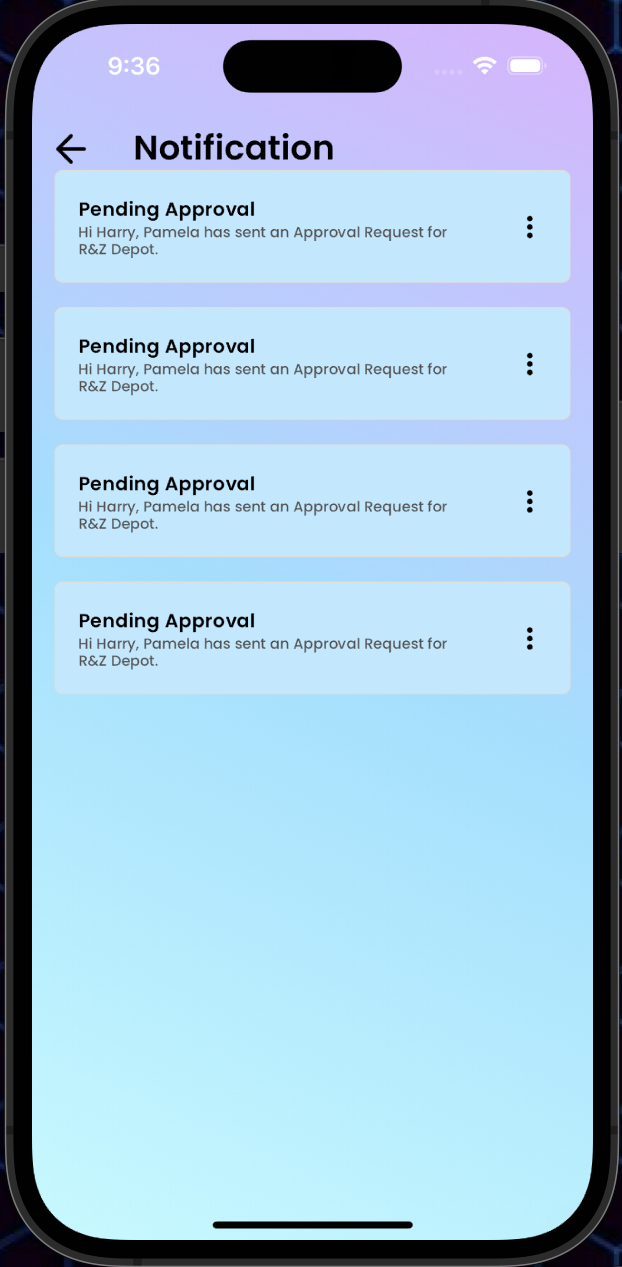 9:36
Notification
Pending Approval
Hi Harry, Pamela has sent an Approval Request for
R&Z Depot.
Pending Approval
Hi Harry, Pamela has sent an Approval Request for
R&Z Depot.
Pending Approval
Hi Harry, Pamela has sent an Approval Request for
R&Z Depot.
Pending Approval
Hi Harry, Pamela has sent an Approval Request for
R&Z Depot.